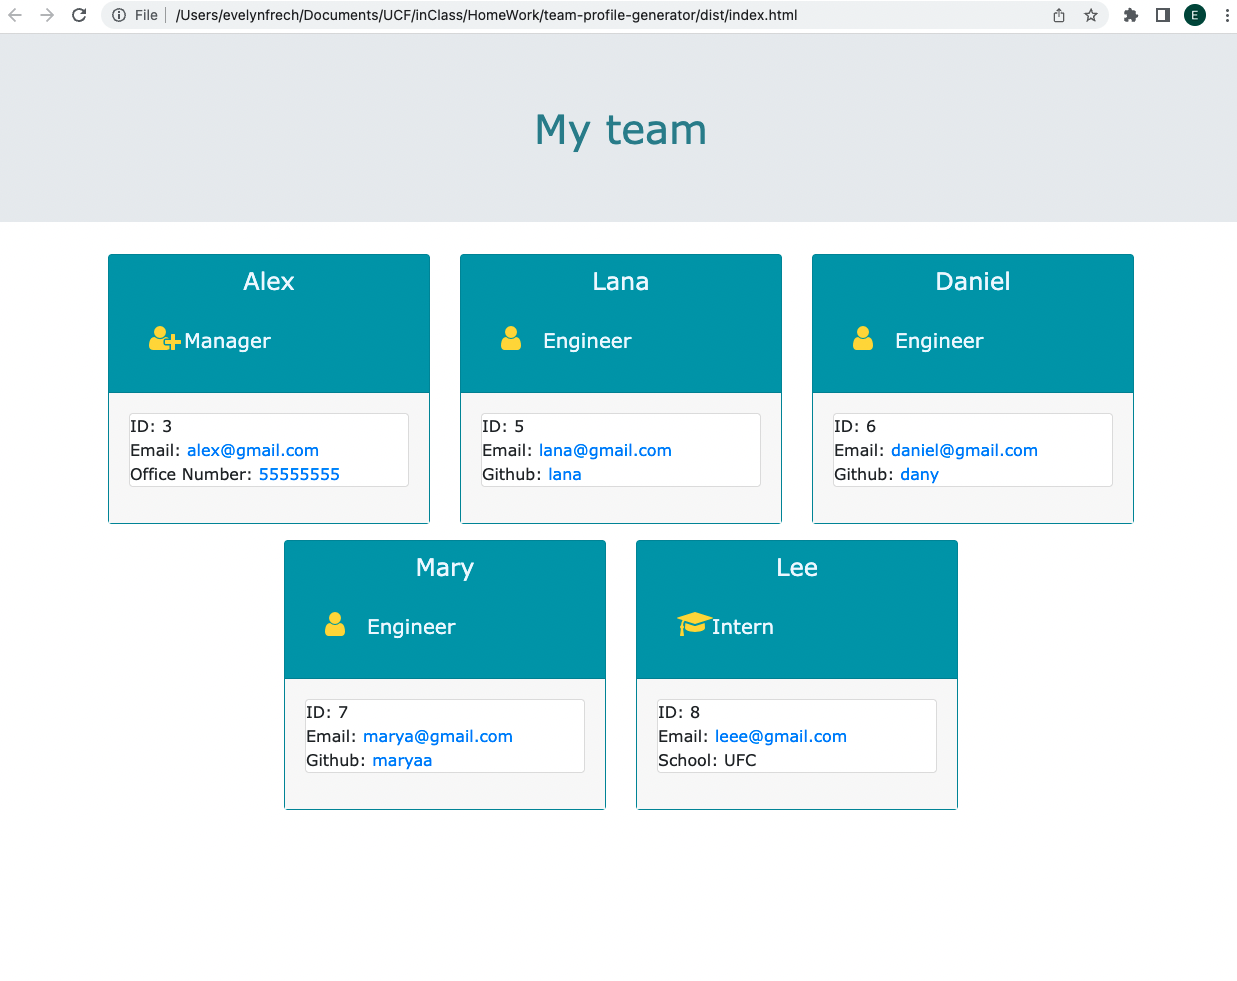 File /Users/evelynfrech/Documents/UCF/inClass/HomeWork/team-profile-generator/dist/index.html
E
My team
Alex
Manager
ID: 3
Email: alex@gmail.com
Office Number: 55555555
Lana
Engineer
ID: 5
Email: lana@gmail.com
Github: lana
Daniel
Engineer
ID: 6
Email: daniel@gmail.com
Github: dany
Mary
Engineer
ID: 7
Email: marya@gmail.com
Github: maryaa
Lee
Intern
ID: 8
Email: leee@gmail.com
School: UFC